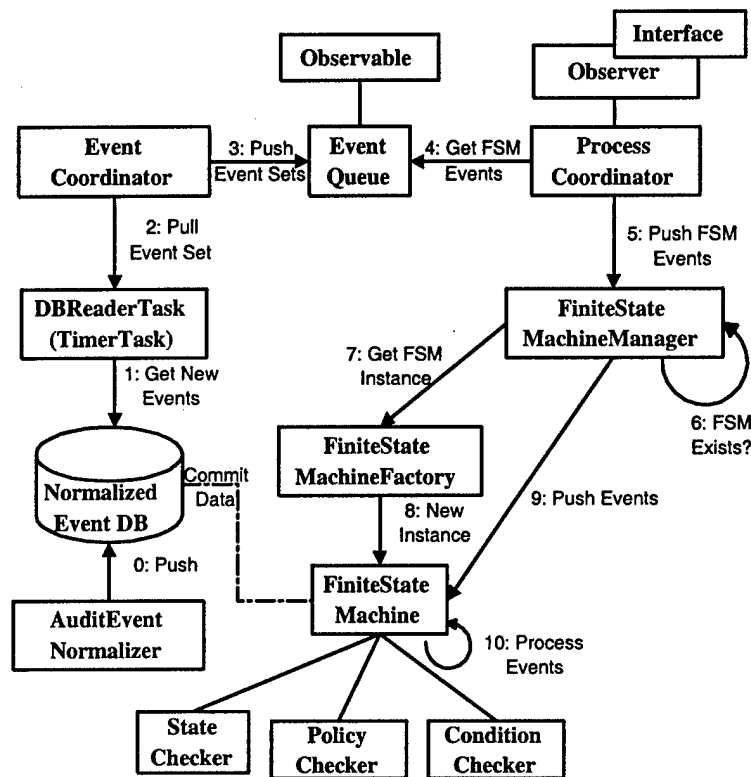 Interface
Observable
Observer
Event
Coordinator
3: Push
Event Sets
Event
Queue
4: Get FSM
Events
Process
Coordinator
2: Pull
Event Set
5: Push FSM
Events
DBReaderTask
(TimerTask)
FiniteState
MachineManager
1: Get New
Events
7: Get FSM
Instance
6: FSM
Exists?
Normalized
Event DB
Commit
Data
FiniteState
MachineFactory
9: Push Events
8: New
Instance
0: Push
FiniteState
Machine
AuditEvent
Normalizer
10: Process
Events
State
Checker
Policy
Checker
Condition
Checker